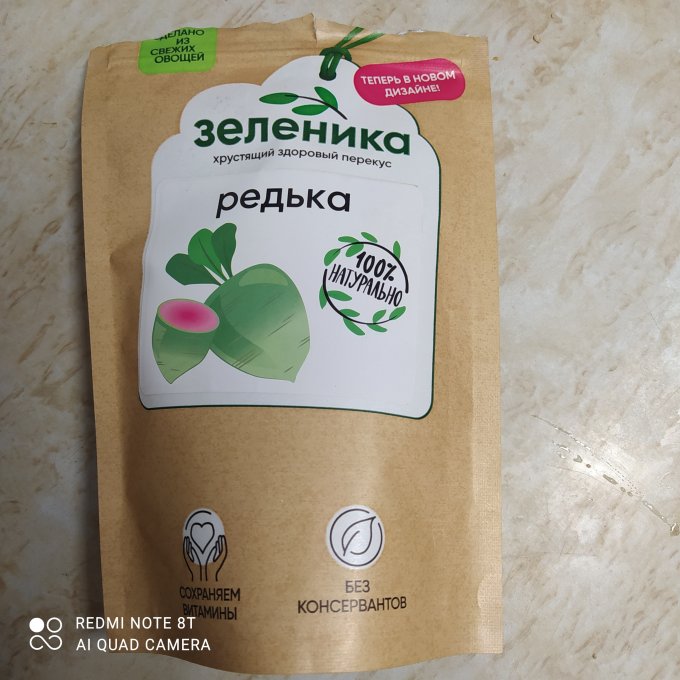 СДЕЛАНО
ИЗ
СВЕЖИХ
ОВОЩЕЙ
ТЕПЕРЬ В НОВОМ
ДИЗАЙНЕ!
зеленика
хрустящий здоровый перекус
редька
100%
НАТУРАЛЬНО
СОХРАНЯЕМ
ВИТАМИНЫ
БЕЗ
КОНСЕРВАНТОВ
REDMI NOTE 8T
AI QUAD CAMERA